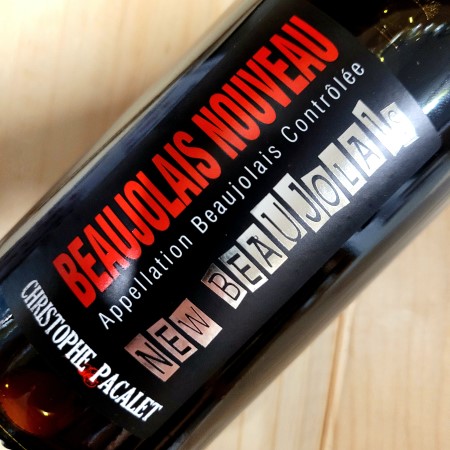 BEAUJOLAIS NOUVEAU
Appellation Beaujolais Contrôlée
NEW BEAUJOLAIS
CHRISTOPHE PACALET